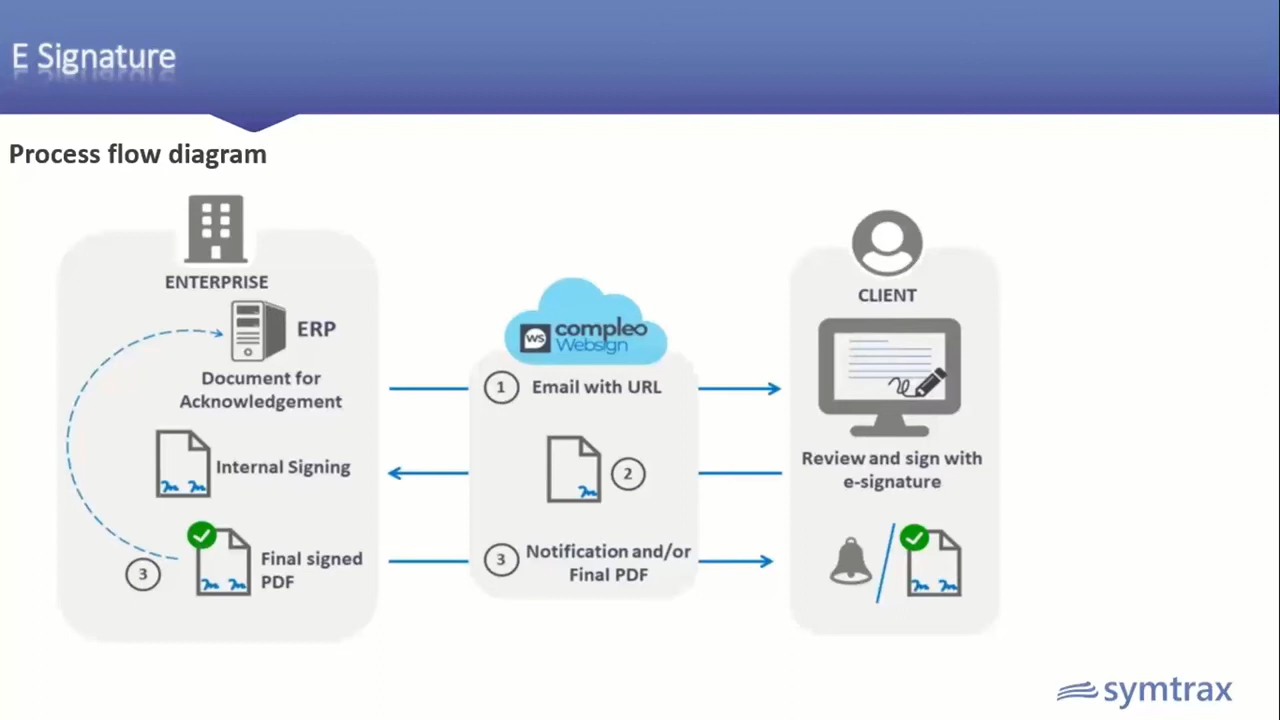 E Signature
Process flow diagram
ENTERPRISE
ERP
Document for
Acknowledgement
Internal Signing
3
Final signed
PDF
ws
compleo
Websign
1
Email with URL
2
3
Notification and/or
Final PDF
CLIENT
Review and sign with
e-signature
symtrax